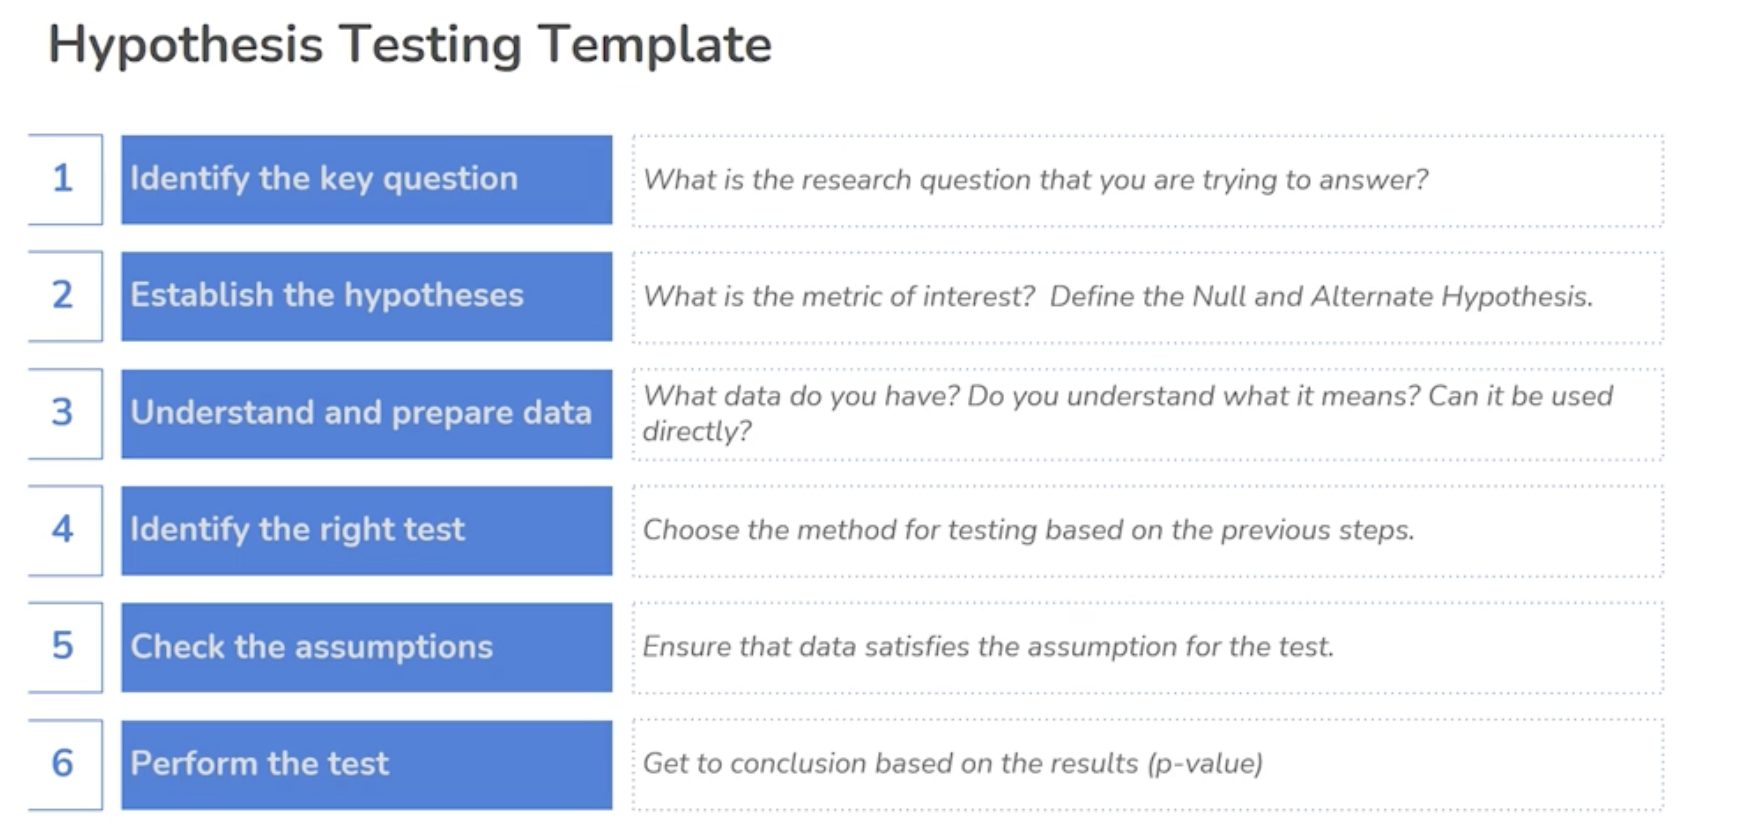 Hypothesis Testing Template
1
Identify the key question
What is the research question that you are trying to answer?
2
Establish the hypotheses
What is the metric of interest?  Define the Null and Alternate Hypothesis.
3
Understand and prepare data
What data do you have? Do you understand what it means? Can it be used
directly?
4
Identify the right test
Choose the method for testing based on the previous steps.
5
Check the assumptions
Ensure that data satisfies the assumption for the test.
6
Perform the test
Get to conclusion based on the results (p-value)